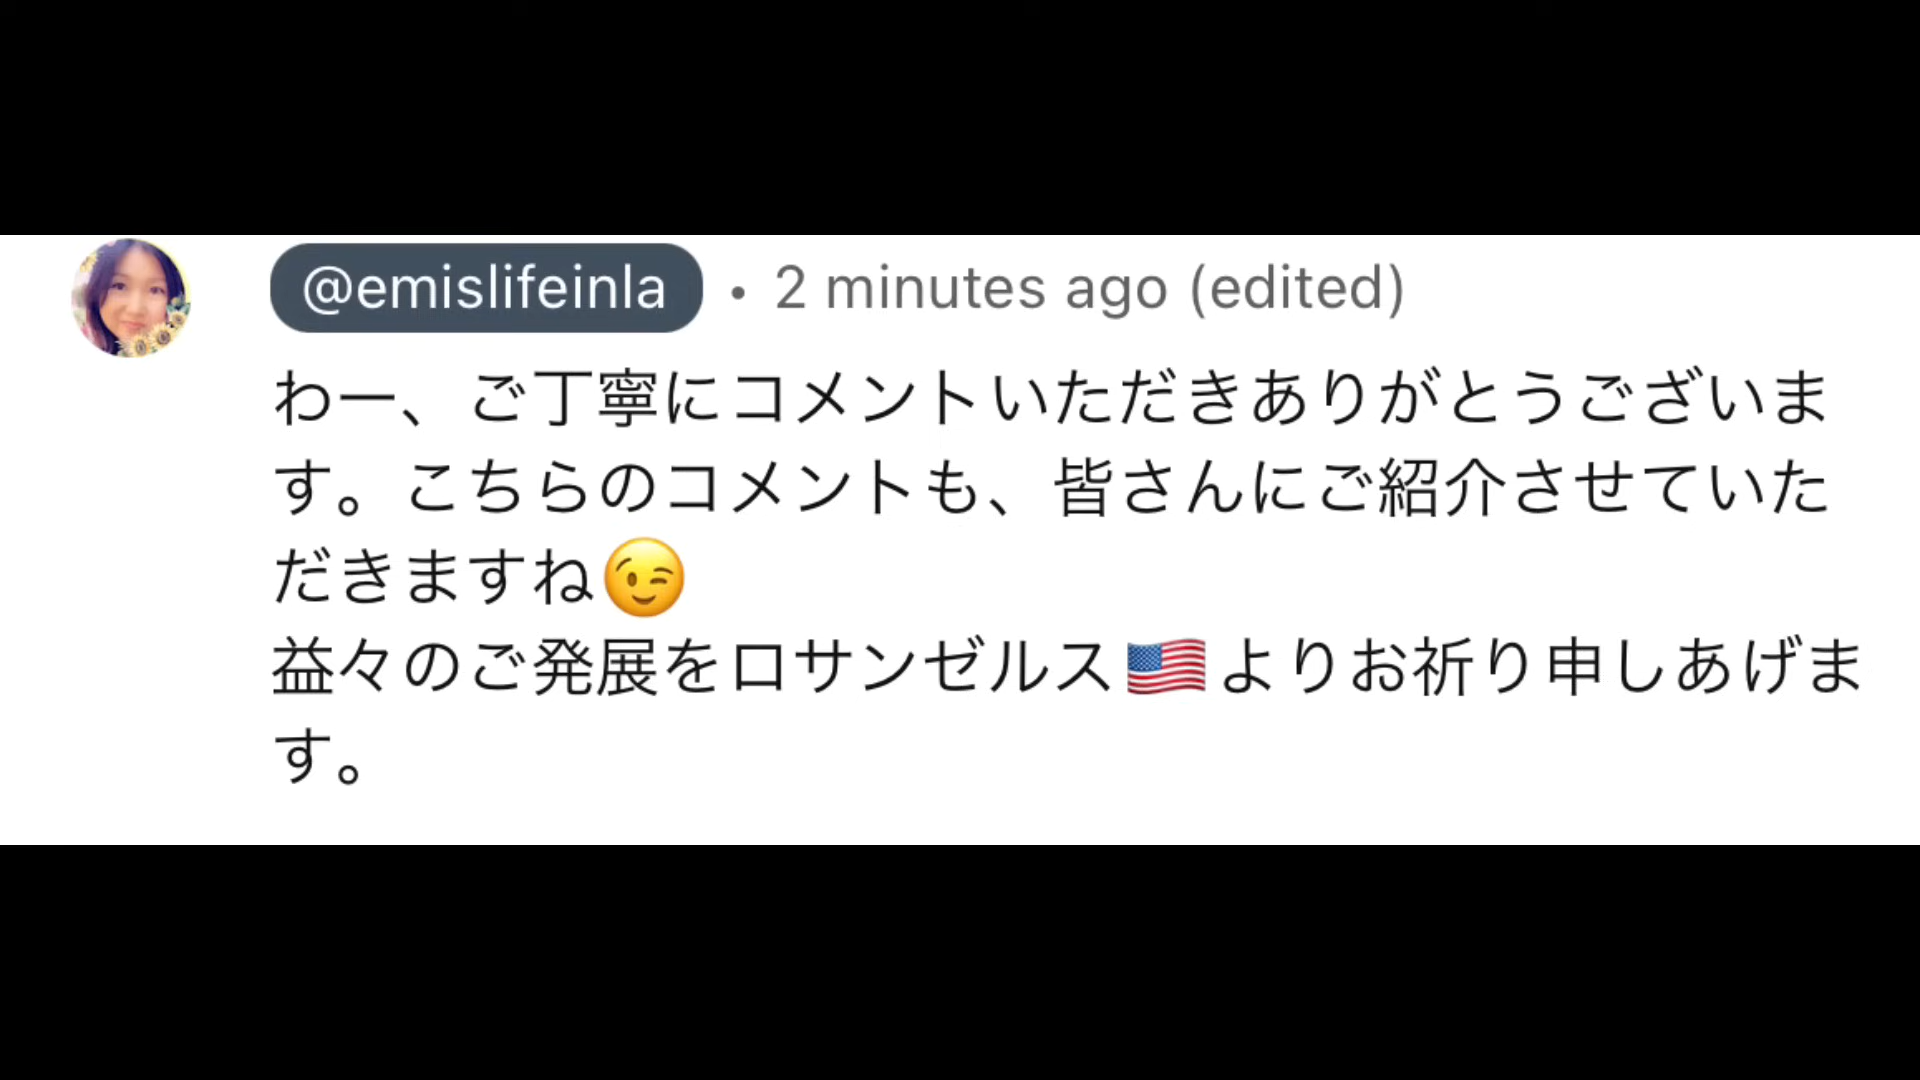 @emislifeinla • 2 minutes ago (edited)
わー、ご丁寧にコメントいただきありがとうございま
す。こちらのコメントも、皆さんにご紹介させていた
だきますね😉
益々のご発展をロサンゼルス🇺🇸よりお祈り申しあげま
す。